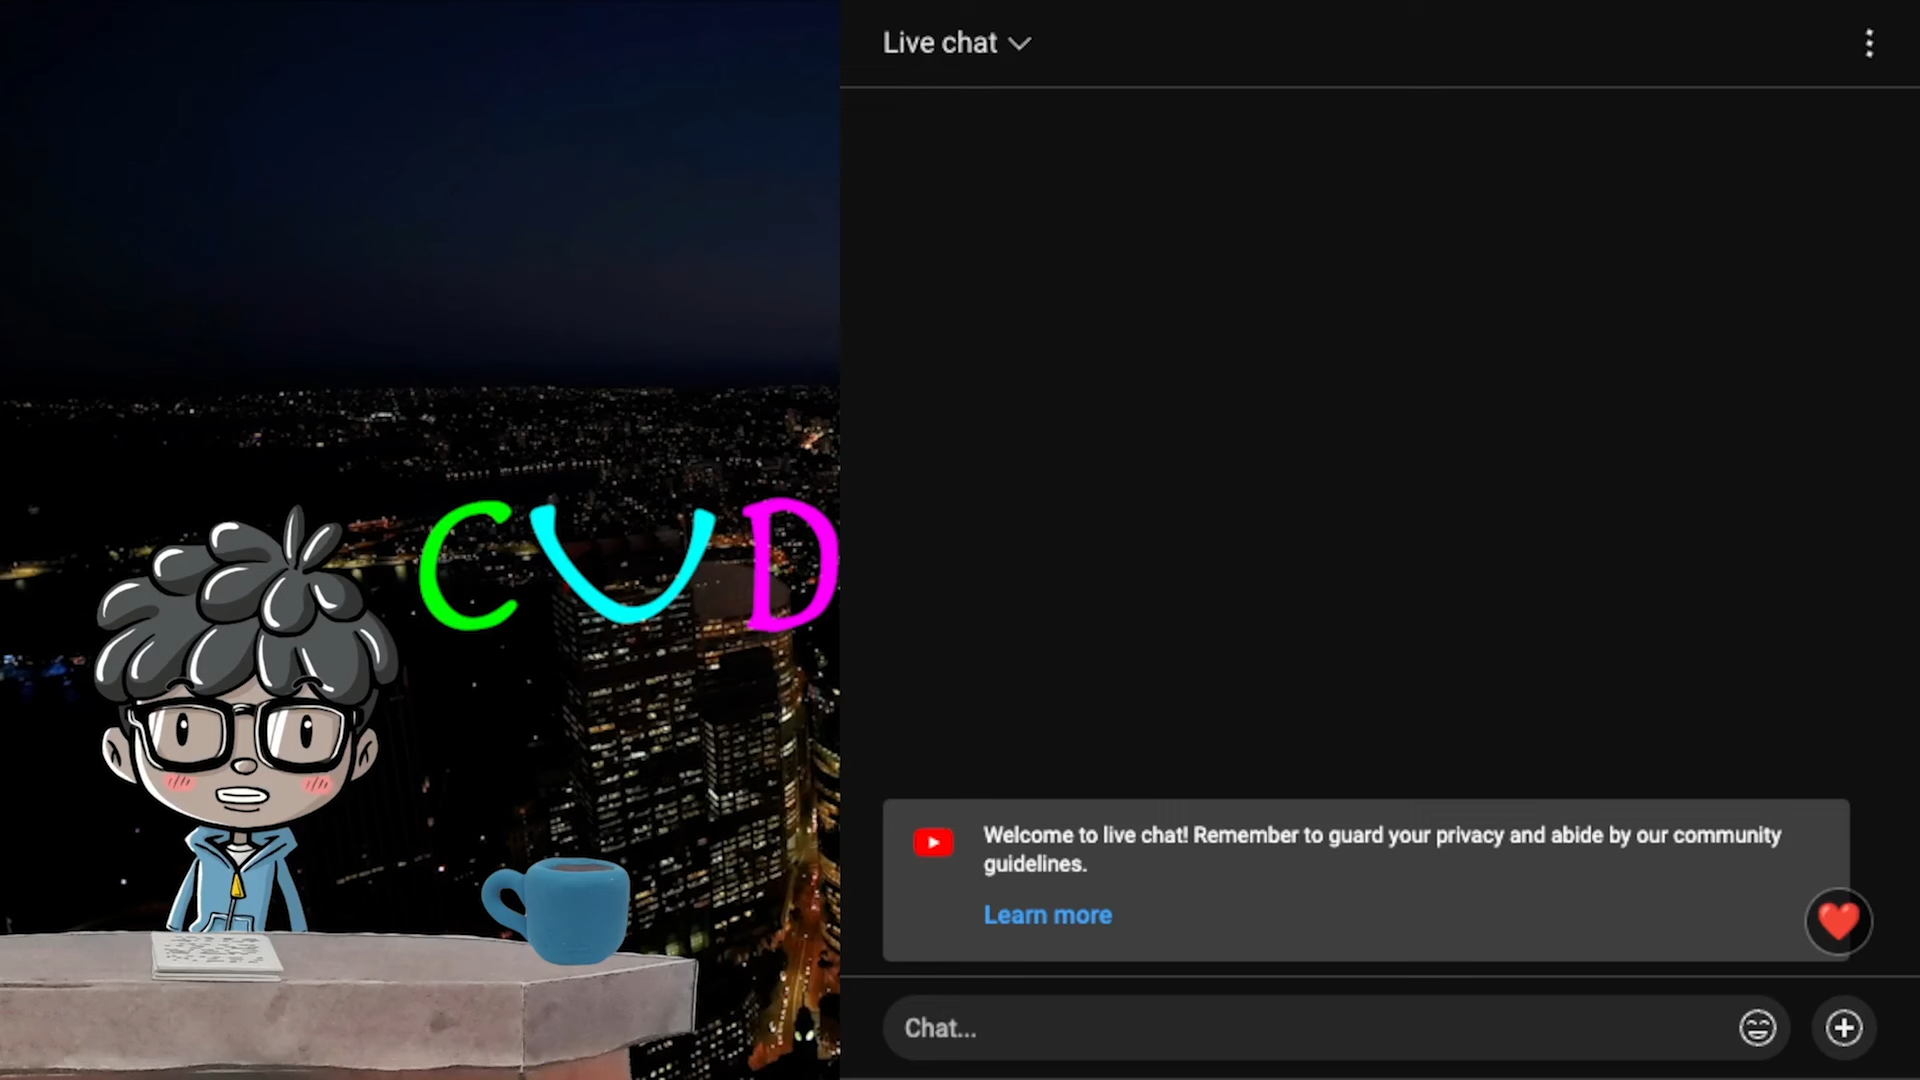 Live chat
CUD
Welcome to live chat! Remember to guard your privacy and abide by our community
guidelines.
Learn more
Chat...